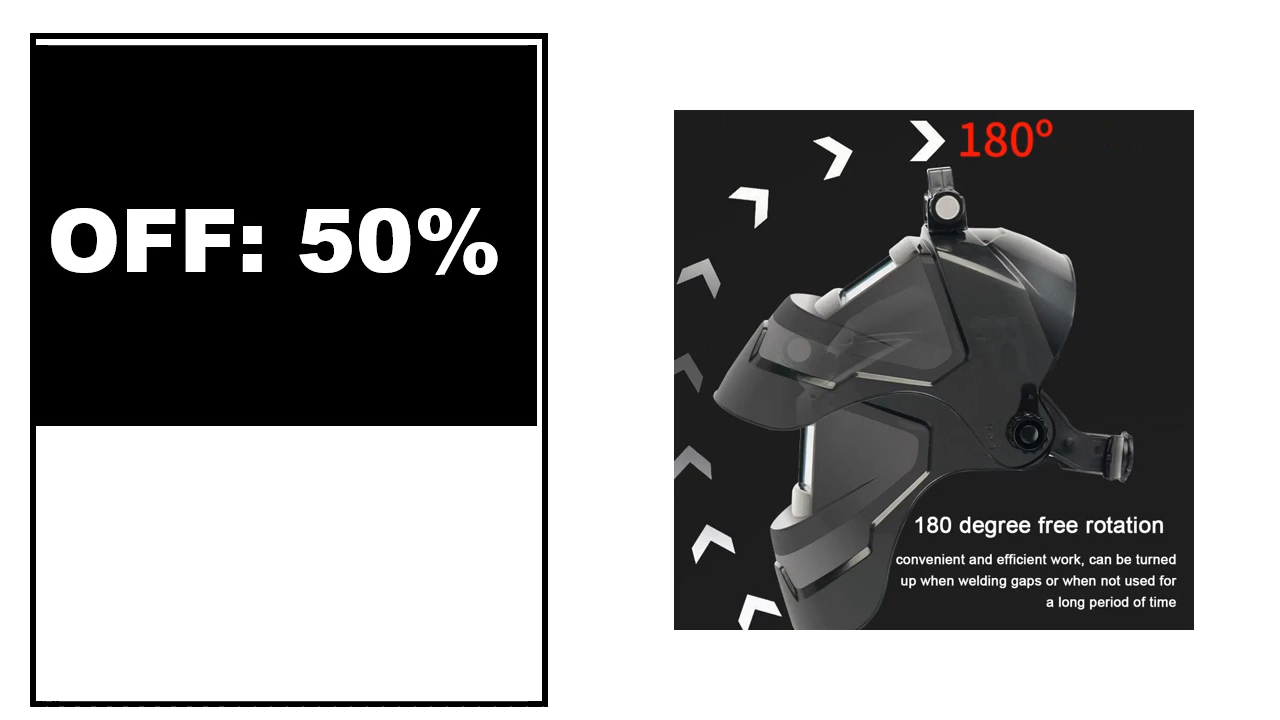 OFF: 50%
180°
180 degree free rotation
convenient and efficient work, can be turned
up when welding gaps or when not used for
a long period of time